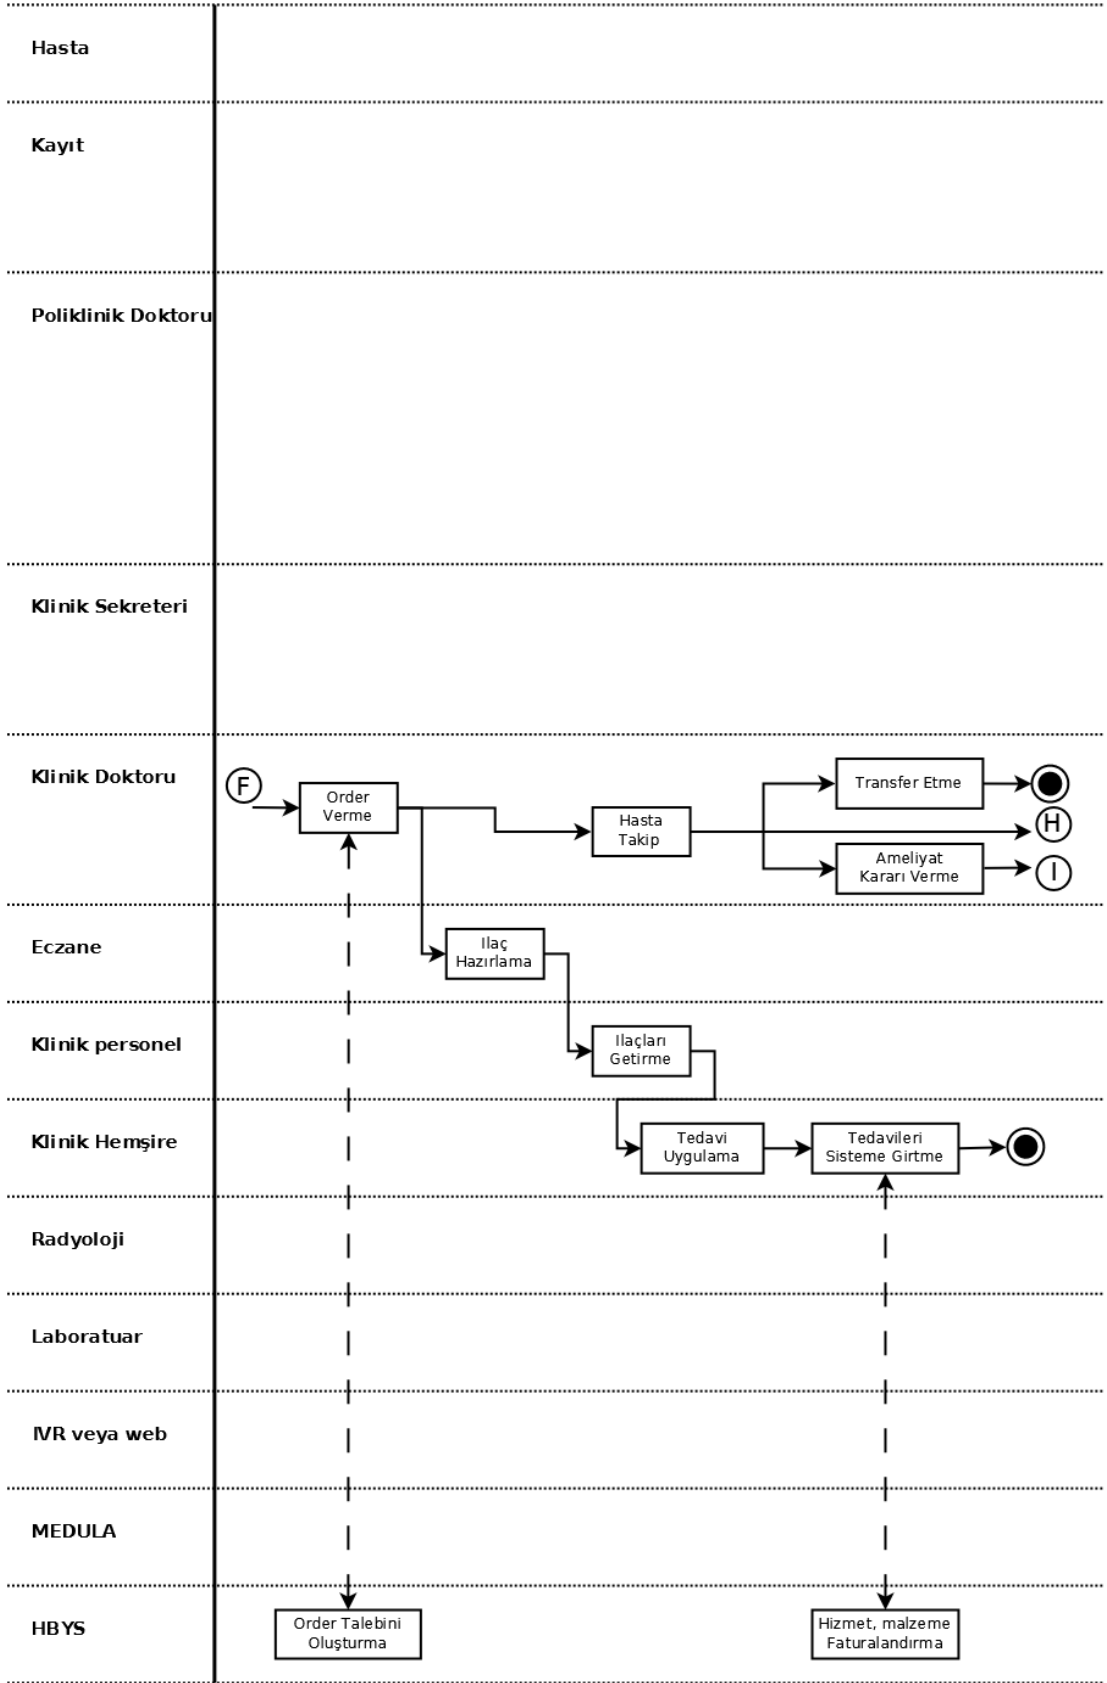 Hasta
Kayıt
Poliklinik Doktoru
Klinik Sekreteri
Klinik Doktoru
F
Order
Verme
Hasta
Takip
Transfer Etme
H
Ameliyat
Kararı Verme
I
Eczane
Ilaç
Hazırlama
Klinik personel
Ilaçları
Getirme
Klinik Hemşire
Tedavi
Uygulama
Tedavileri
Sisteme Girtme
Radyoloji
Laboratuar
IVR veya web
MEDULA
HBYS
Order Talebini
Oluşturma
Hizmet, malzeme
Faturalandırma